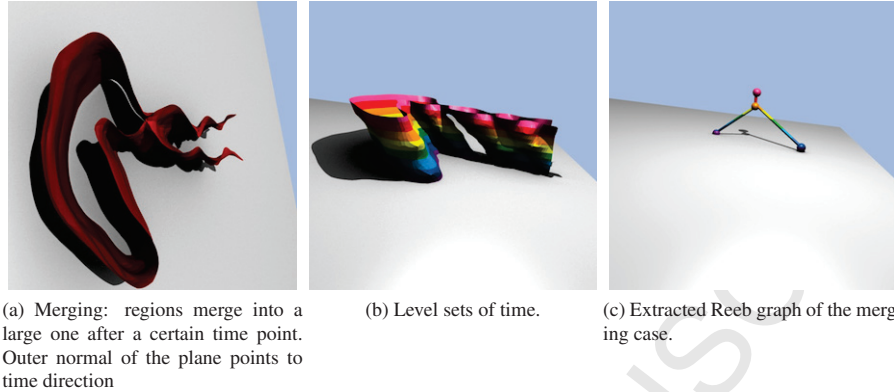 (a) Merging: regions merge into a
large one after a certain time point.
Outer normal of the plane points to
time direction
(b) Level sets of time.
(c) Extracted Reeb graph of the merg-
ing case.